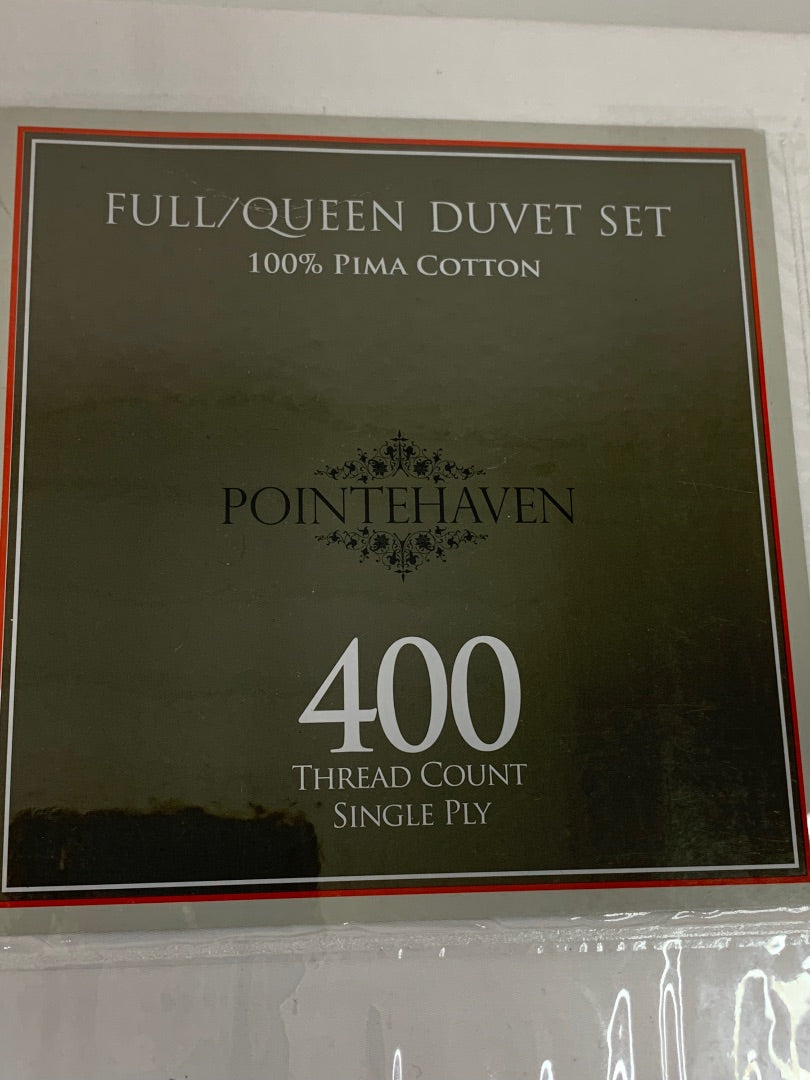 FULL/QUEEN DUVET SET
100% PIMA COTTON
POINTEHAVEN
400
THREAD COUNT
SINGLE PLY